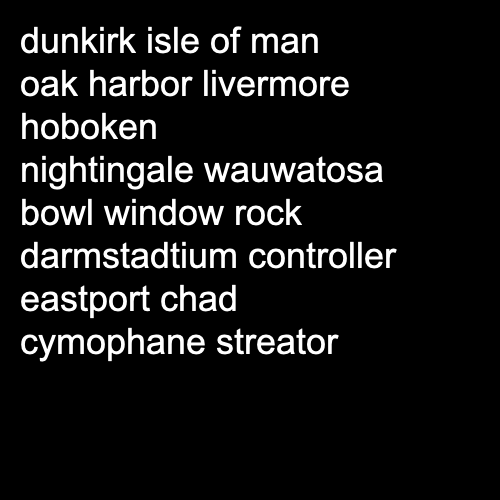 dunkirk isle of man
oak harbor livermore
hoboken
nightingale wauwatosa
bowl window rock
darmstadtium controller
eastport chad
cymophane streator